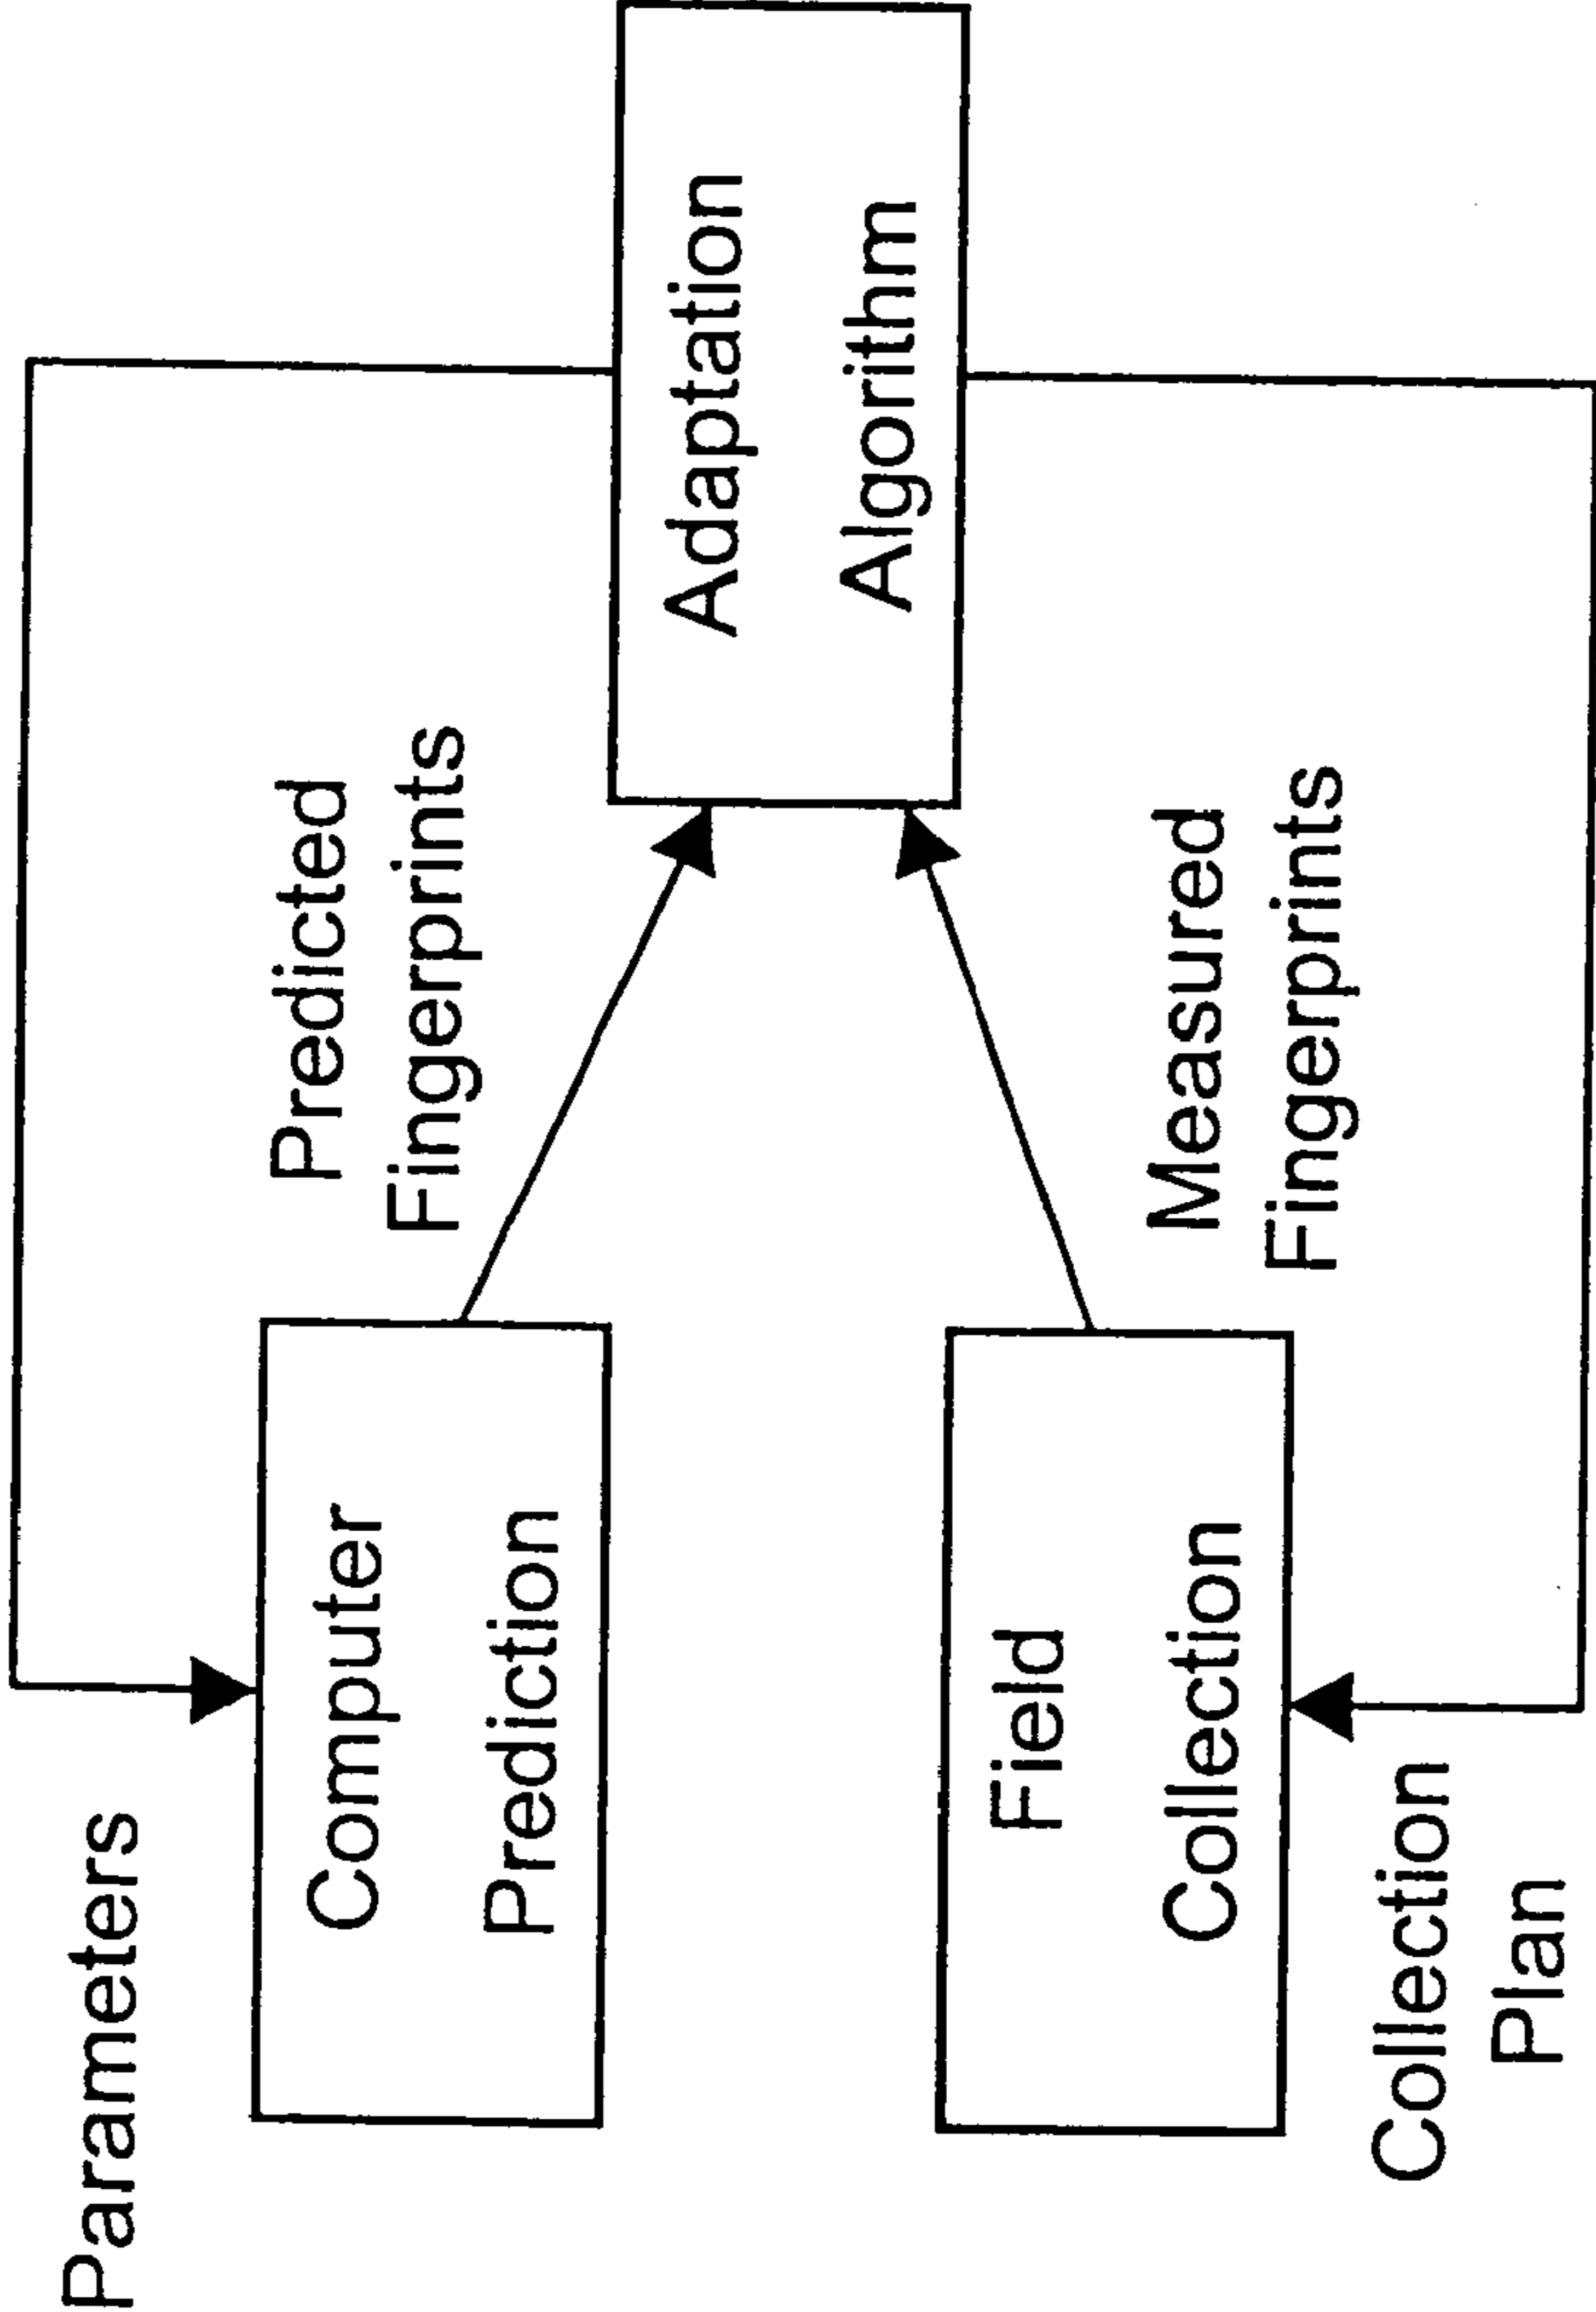 Parameters
Computer
Prediction
Predicted
Fingerprints
Adaptation
Algorithm
Field
Collection
Measured
Fingerprints
Collection
Plan